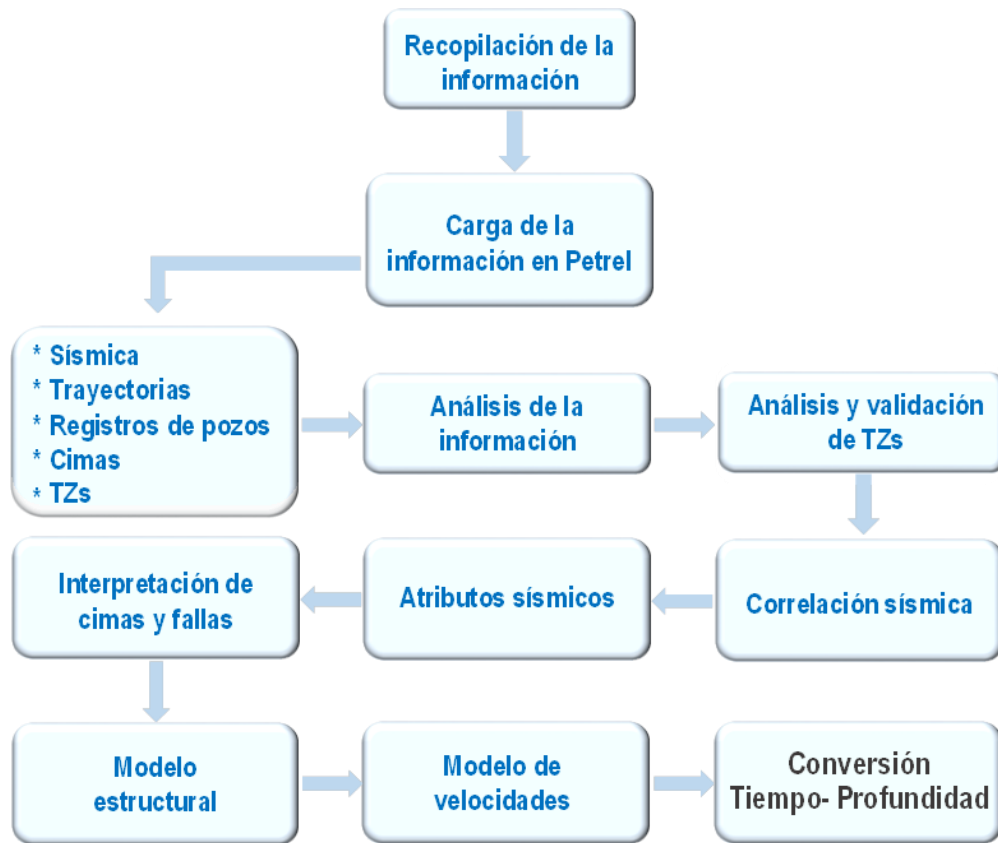 Recopilación de la
información
Carga de la
información en Petrel
* Sísmica
* Trayectorias
* Registros de pozos
* Cimas
* TZs
Análisis de la
información
Análisis y validación
de TZs
Correlación sísmica
Atributos sísmicos
Interpretación de
cimas y fallas
Modelo
estructural
Modelo de
velocidades
Conversión
Tiempo- Profundidad